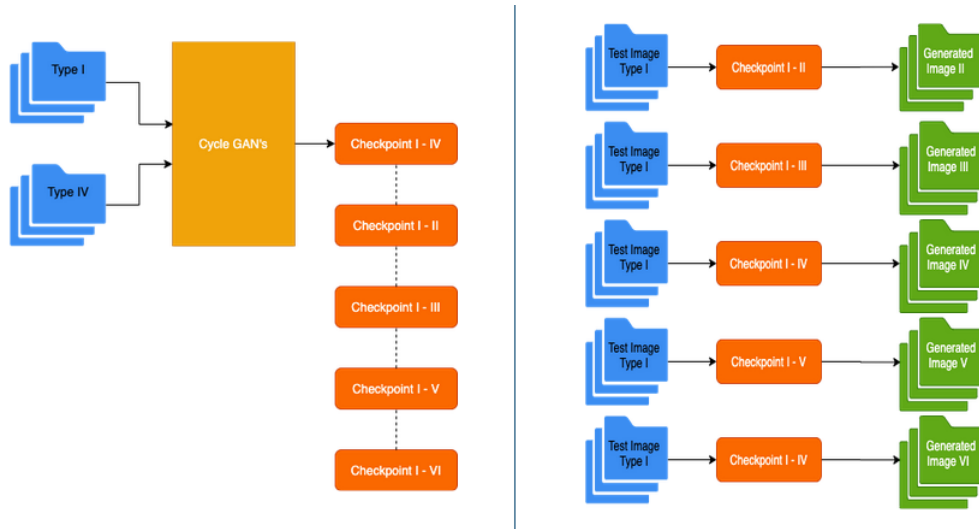 Type I
Type IV
Cycle GAN's
Checkpoint I - IV
Checkpoint I - II
Checkpoint I - III
Checkpoint I - V
Checkpoint I - VI
Test Image
Type I
Checkpoint I - II
Generated
Image II
Test Image
Type I
Checkpoint I - III
Generated
Image III
Test Image
Type I
Checkpoint I - IV
Generated
Image IV
Test Image
Type I
Checkpoint I - V
Generated
Image V
Test Image
Type I
Checkpoint I - IV
Generated
Image VI